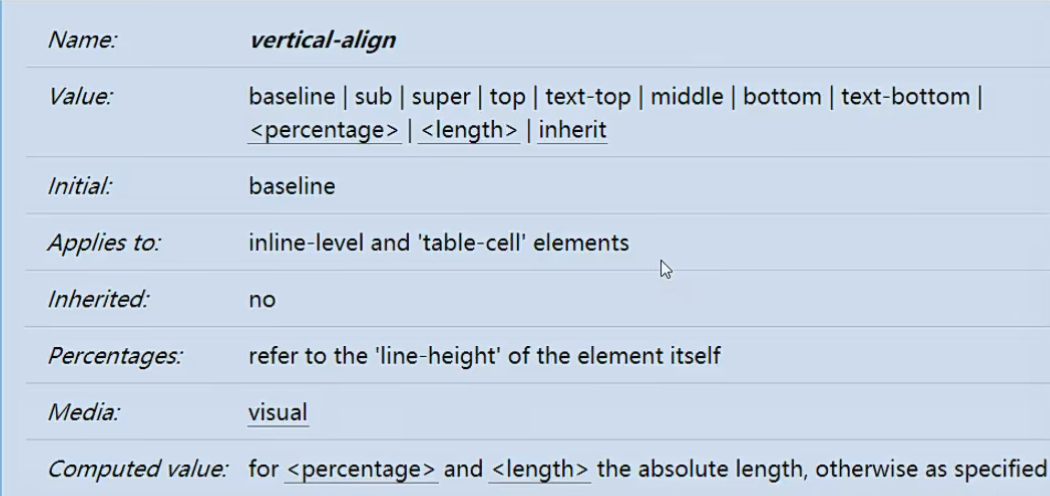 Name: vertical-align
Value: baseline | sub | super | top | text-top | middle | bottom | text-bottom |
<percentage> | <length> | inherit
Initial: baseline
Applies to: inline-level and 'table-cell' elements
Inherited: no
Percentages: refer to the 'line-height' of the element itself
Media: visual
Computed value: for <percentage> and <length> the absolute length, otherwise as specified